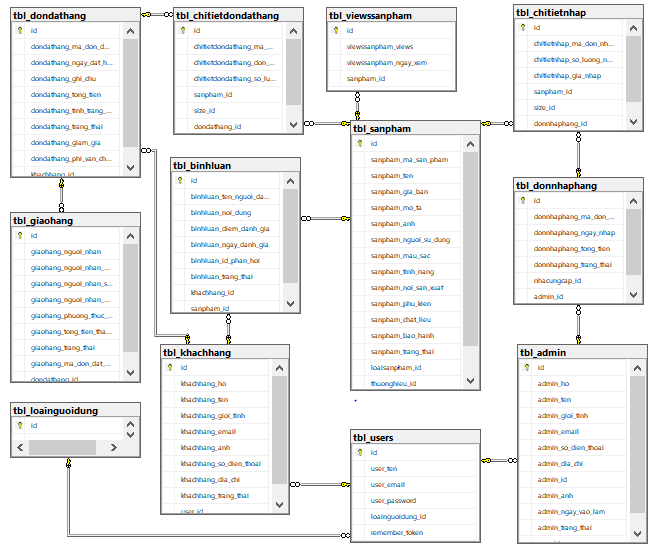 tbl_dondathang
id
dondathang_ma_don_d...
dondathang_ngay_dat_h...
dondathang_ghi_chu
dondathang_tong_tien
dondathang_tinh_trang_...
dondathang_trang_thai
dondathang_giam_gia
dondathang_phi_van_ch...
khachhang_id
tbl_chitietdondathang
id
chitietdondathang_ma_...
chitietdondathang_don_...
chitietdondathang_so_lu...
sanpham_id
size_id
dondathang_id
tbl_viewssanpham
id
viewssanpham_views
viewssanpham_ngay_xem
sanpham_id
tbl_chitietnhap
id
chitietnhap_ma_don_nh...
chitietnhap_so_luong_n...
chitietnhap_gia_nhap
sanpham_id
size_id
donnhaphang_id
tbl_sanpham
id
sanpham_ma_san_pham
sanpham_ten
sanpham_gia_ban
sanpham_mo_ta
sanpham_anh
sanpham_nguoi_su_dung
sanpham_mau_sac
sanpham_tinh_nang
sanpham_noi_san_xuat
sanpham_phu_kien
sanpham_chat_lieu
sanpham_bao_hanh
sanpham_trang_thai
loaisanpham_id
thuonghieu_id
tbl_binhluan
id
binhluan_ten_nguoi_da...
binhluan_noi_dung
binhluan_diem_danh_gia
binhluan_ngay_danh_gia
binhluan_id_phan_hoi
binhluan_trang_thai
khachhang_id
sanpham_id
tbl_donnhaphang
id
donnhaphang_ma_don_...
donnhaphang_ngay_nhap
donnhaphang_tong_tien
donnhaphang_trang_thai
nhacungcap_id
admin_id
tbl_giaohang
id
giaohang_nguoi_nhan
giaohang_nguoi_nhan_...
giaohang_nguoi_nhan_s...
giaohang_nguoi_nhan_...
giaohang_phuong_thuc_...
giaohang_tong_tien_tha...
giaohang_trang_thai
giaohang_ma_don_dat_...
dondathang_id
tbl_khachhang
id
khachhang_ho
khachhang_ten
khachhang_gioi_tinh
khachhang_email
khachhang_anh
khachhang_so_dien_thoai
khachhang_dia_chi
khachhang_trang_thai
user_id
tbl_admin
id
admin_ho
admin_ten
admin_gioi_tinh
admin_email
admin_so_dien_thoai
admin_dia_chi
admin_id
admin_anh
admin_ngay_vao_lam
admin_trang_thai
tbl_loainguoidung
id
tbl_users
id
user_ten
user_email
user_password
loainguoidung_id
remember_token